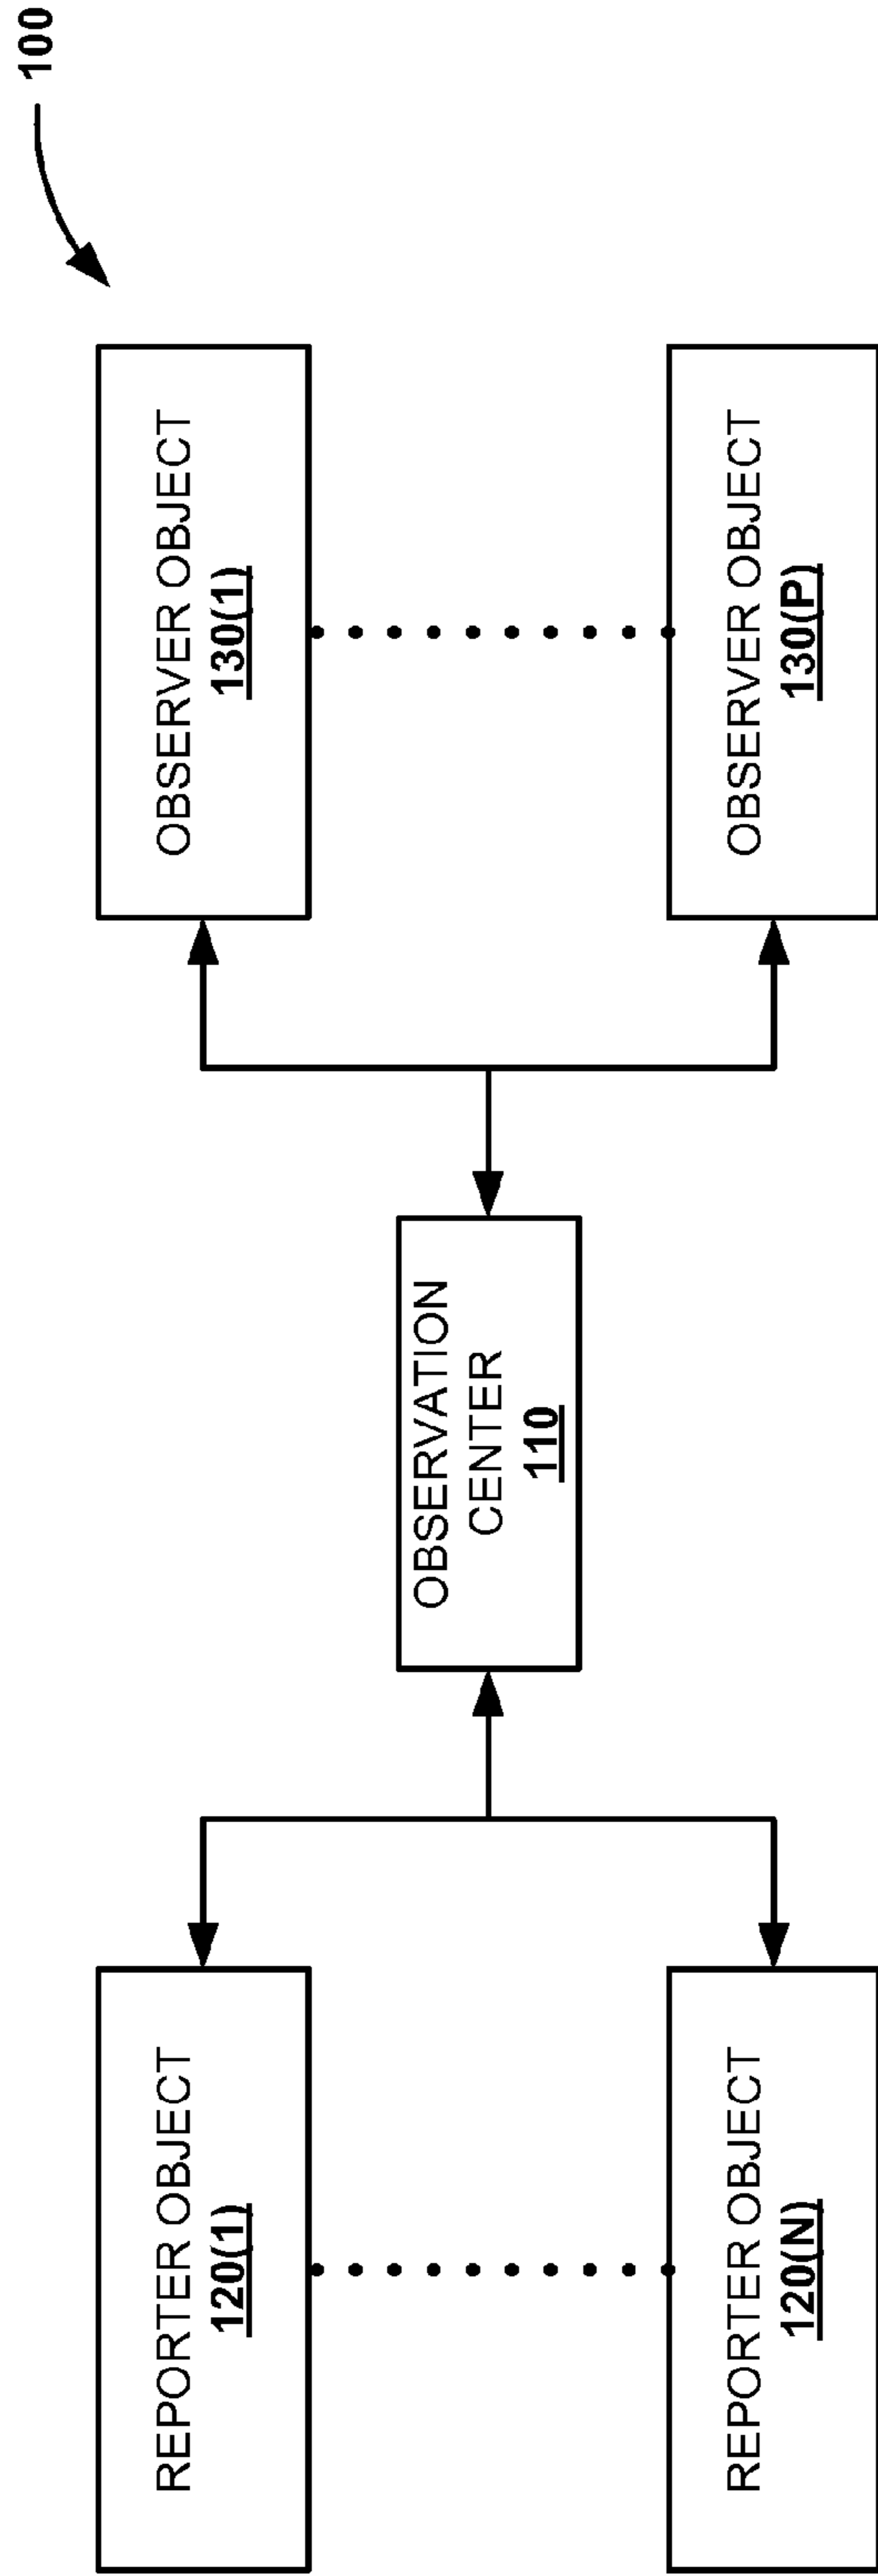 100
REPORTER OBJECT
120(1)
REPORTER OBJECT
120(N)
OBSERVATION
CENTER
110
OBSERVER OBJECT
130(1)
OBSERVER OBJECT
130(P)